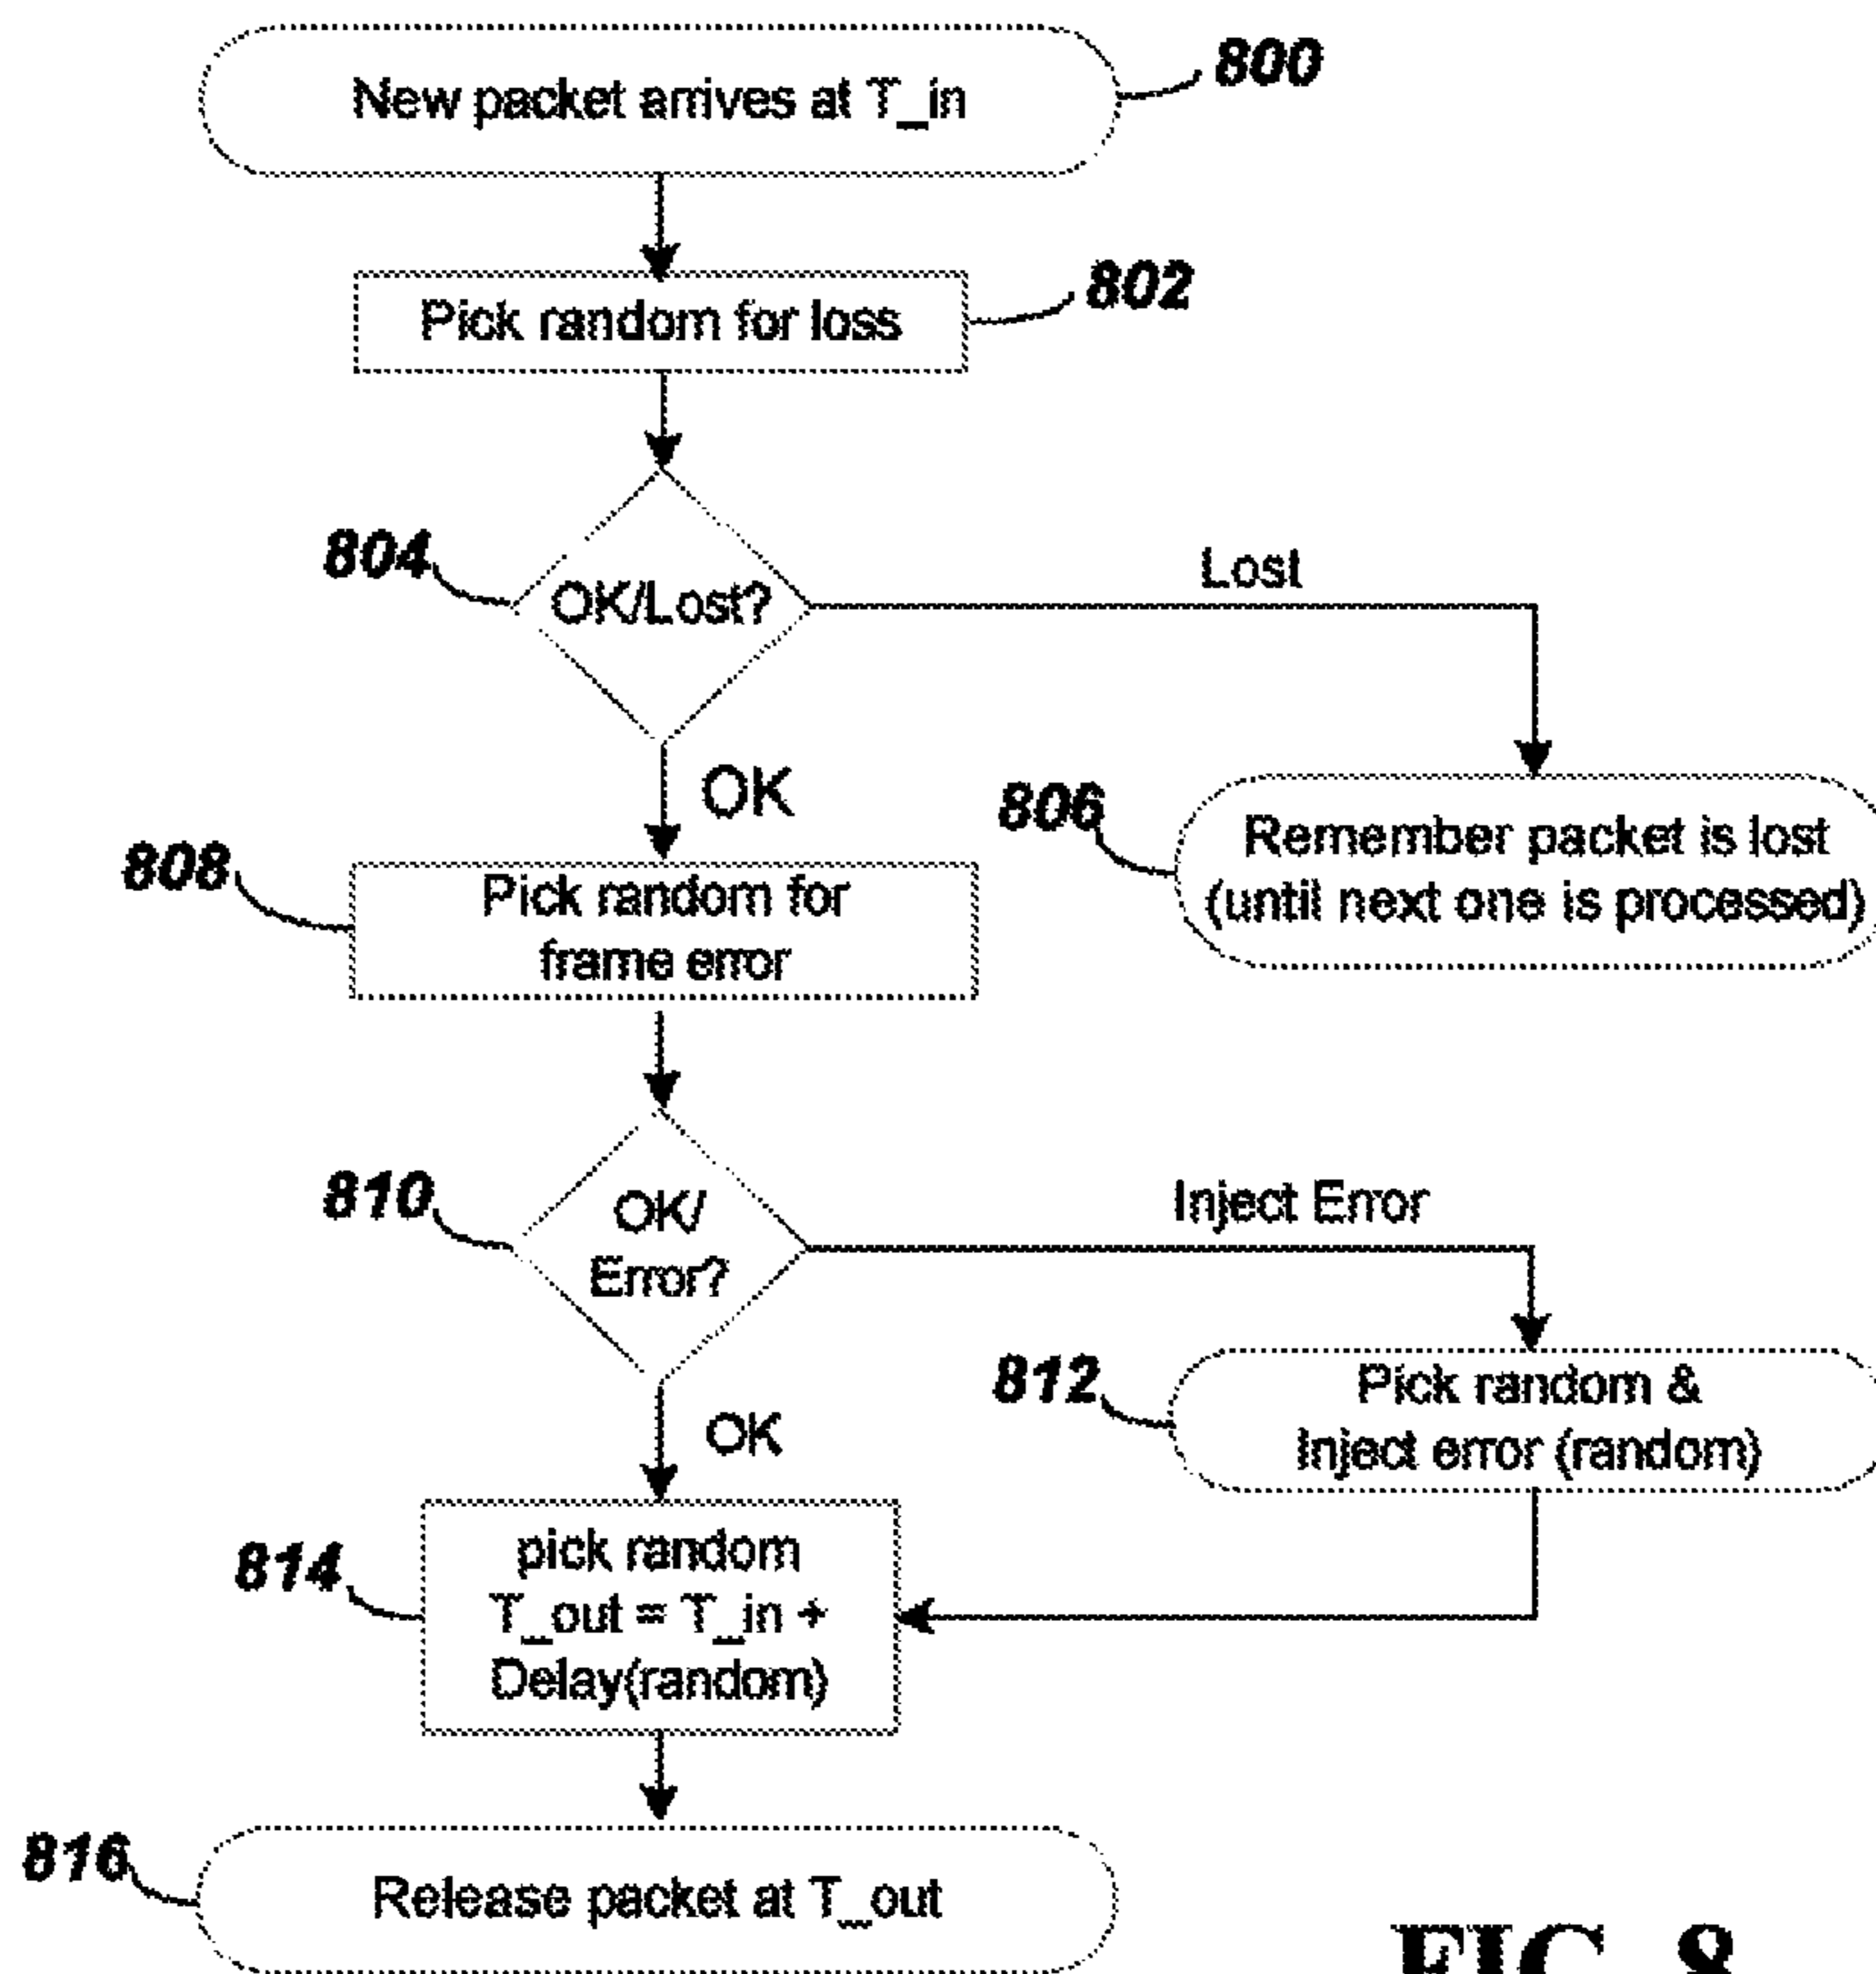 New packet arrives at T_in
800
Pick random for loss
802
804
OK/Lost?
Lost
OK
806
Remember packet is lost
(until next one is processed)
808
Pick random for
frame error
810
OK/
Error?
Inject Error
812
Pick random &
Inject error (random)
OK
814
pick random
T_out = T_in +
Delay(random)
816
Release packet at T_out
FIG. 8